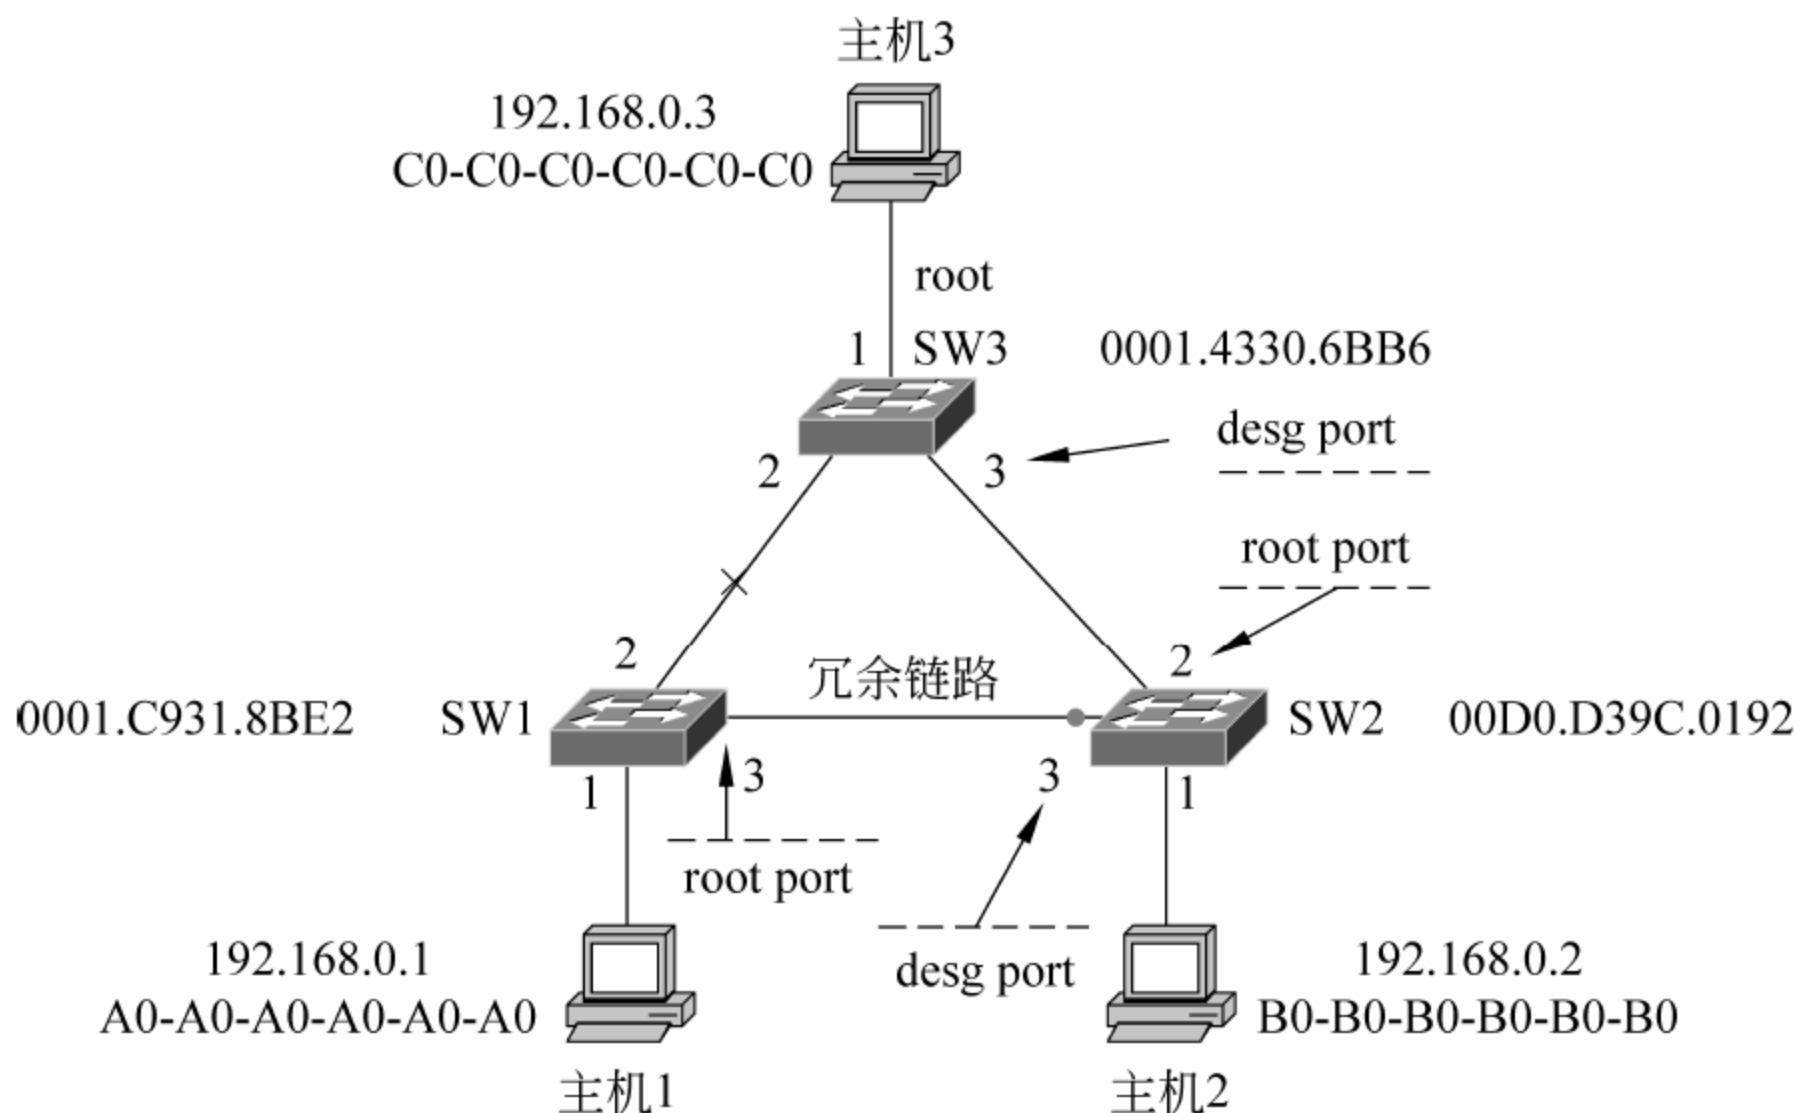 主机3
192.168.0.3
C0-C0-C0-C0-C0-C0
root
1
SW3
0001.4330.6BB6
desg port
2
3
root port
2
2
冗余链路
0001.C931.8BE2
SW1
SW2
00D0.D39C.0192
1
3
3
1
root port
desg port
192.168.0.1
A0-A0-A0-A0-A0-A0
192.168.0.2
B0-B0-B0-B0-B0-B0
主机1
主机2